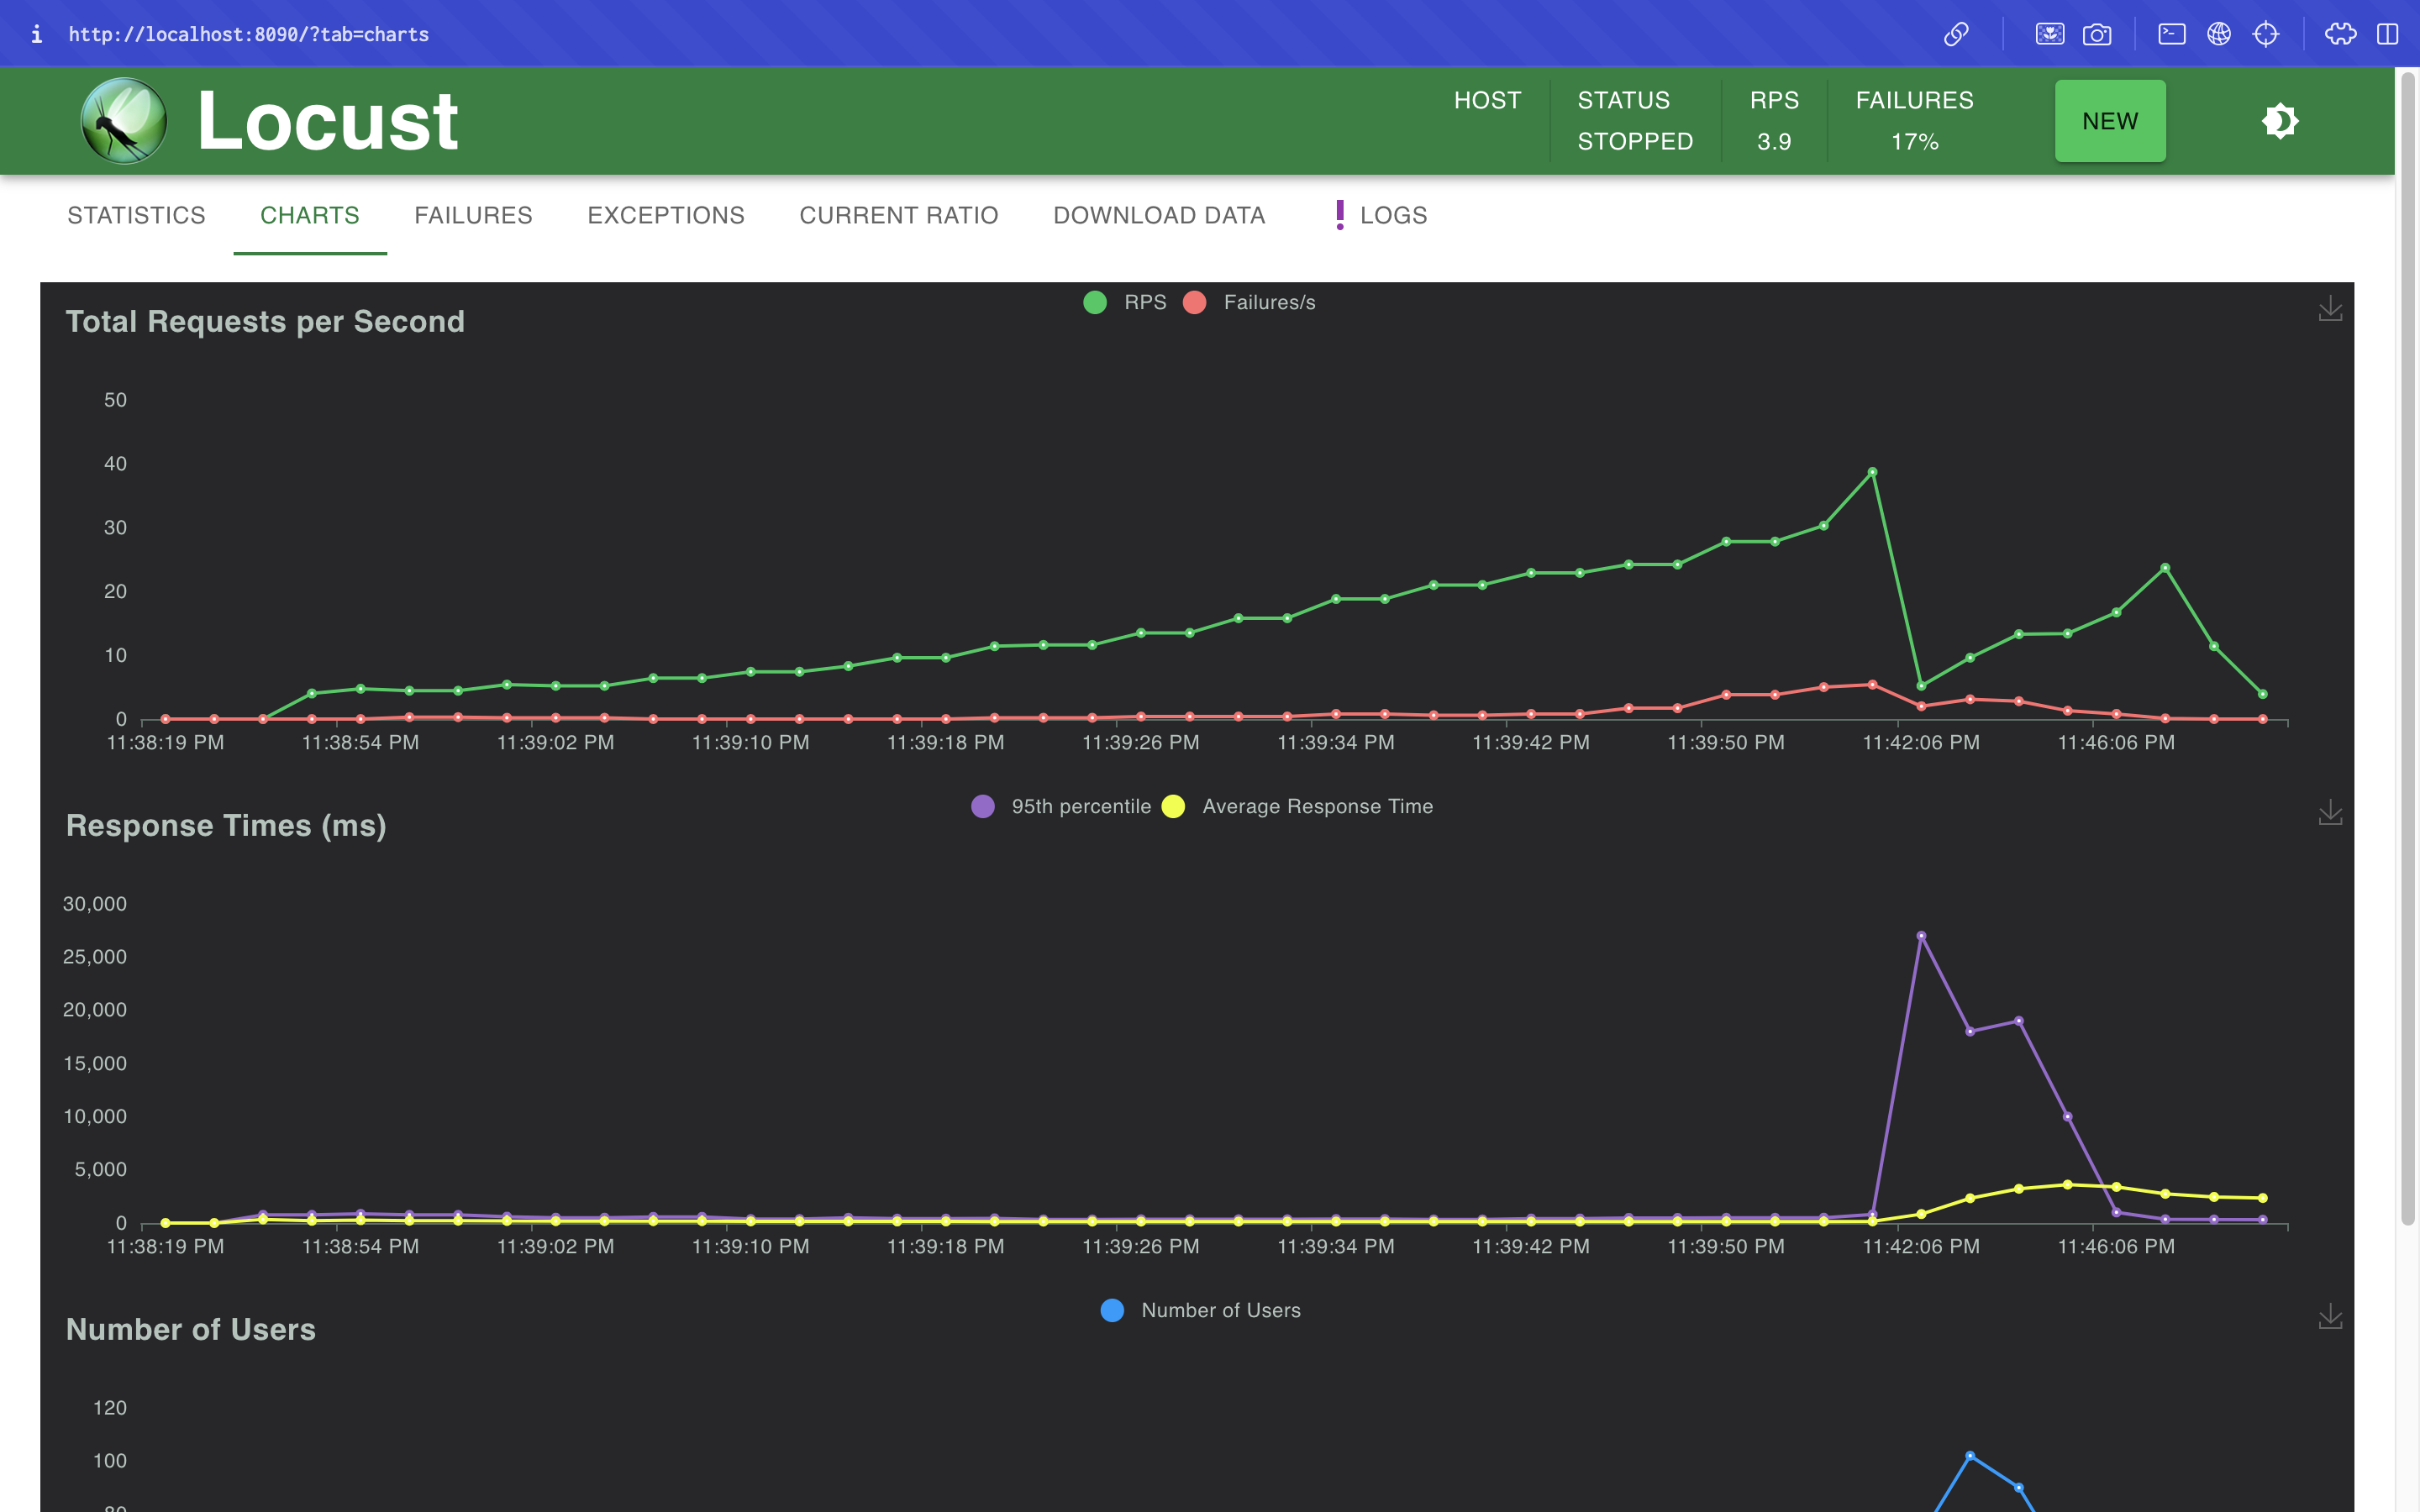 http://localhost:8090/?tab=charts
Locust
HOST
STATUS
STOPPED
RPS
3.9
FAILURES
17%
NEW
STATISTICS CHARTS FAILURES EXCEPTIONS CURRENT RATIO DOWNLOAD DATA LOGS
Total Requests per Second
RPS Failures/s
50
40
30
20
10
0
11:38:19 PM 11:38:54 PM 11:39:02 PM 11:39:10 PM 11:39:18 PM 11:39:26 PM 11:39:34 PM 11:39:42 PM 11:39:50 PM 11:42:06 PM 11:46:06 PM
Response Times (ms)
95th percentile Average Response Time
30,000
25,000
20,000
15,000
10,000
5,000
0
11:38:19 PM 11:38:54 PM 11:39:02 PM 11:39:10 PM 11:39:18 PM 11:39:26 PM 11:39:34 PM 11:39:42 PM 11:39:50 PM 11:42:06 PM 11:46:06 PM
Number of Users
Number of Users
120
100
80